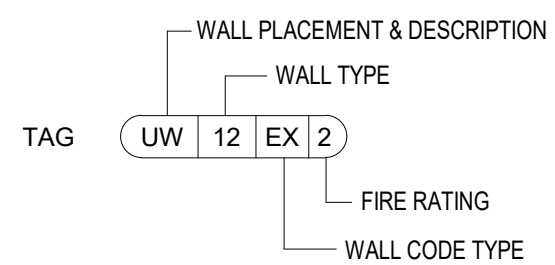 WALL PLACEMENT & DESCRIPTION
WALL TYPE
TAG UW 12 EX 2
FIRE RATING
WALL CODE TYPE